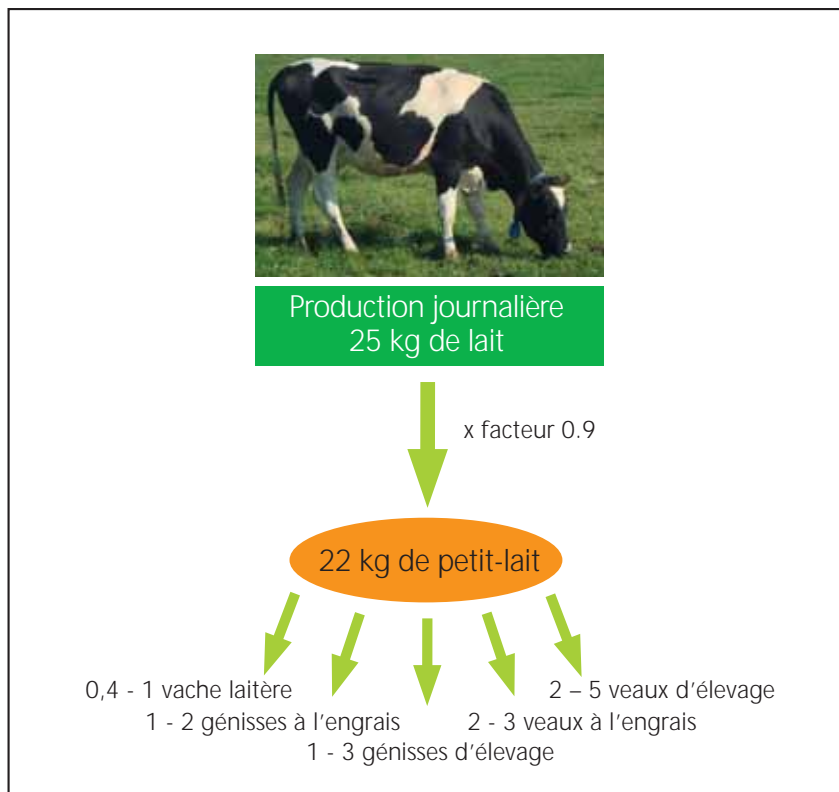 Production journalière
25 kg de lait
x facteur 0.9
22 kg de petit-lait
0,4 - 1 vache laitère
2 – 5 veaux d'élevage
1 - 2 génisses à l'engrais
2 - 3 veaux à l'engrais
1 - 3 génisses d'élevage